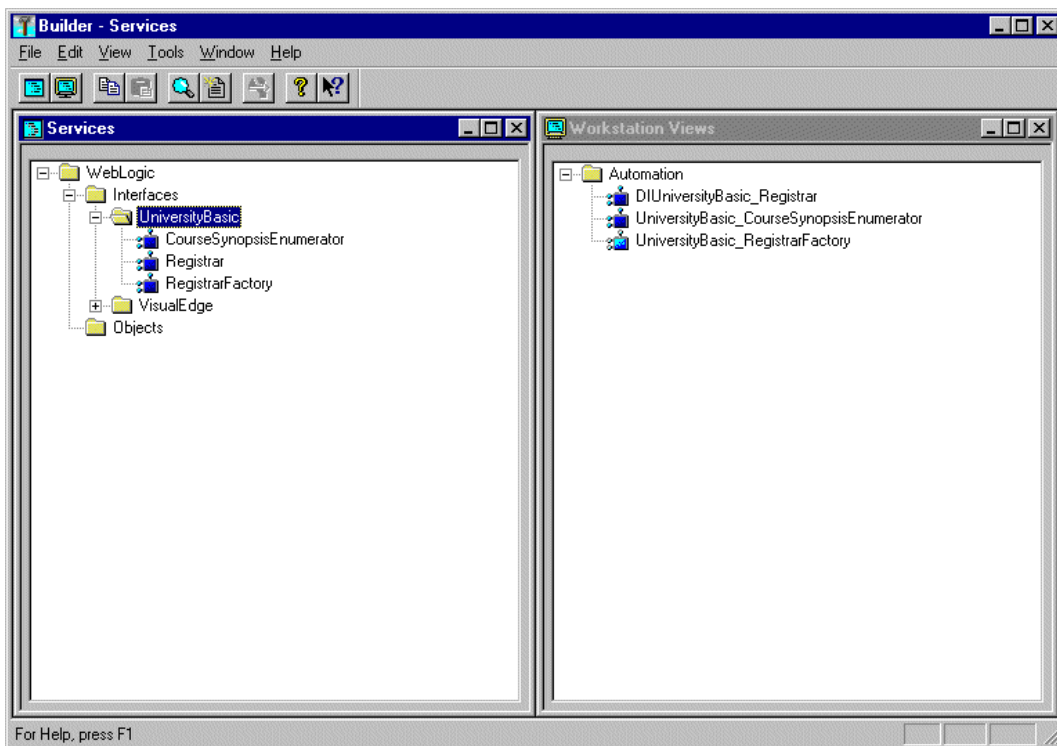 Builder - Services
File Edit View Tools Window Help
Services
WebLogic
Interfaces
UniversityBasic
CourseSynopsisEnumerator
Registrar
RegistrarFactory
VisualEdge
Objects
Workstation Views
Automation
DIUniversityBasic_Registrar
UniversityBasic_CourseSynopsisEnumerator
UniversityBasic_RegistrarFactory
For Help, press F1